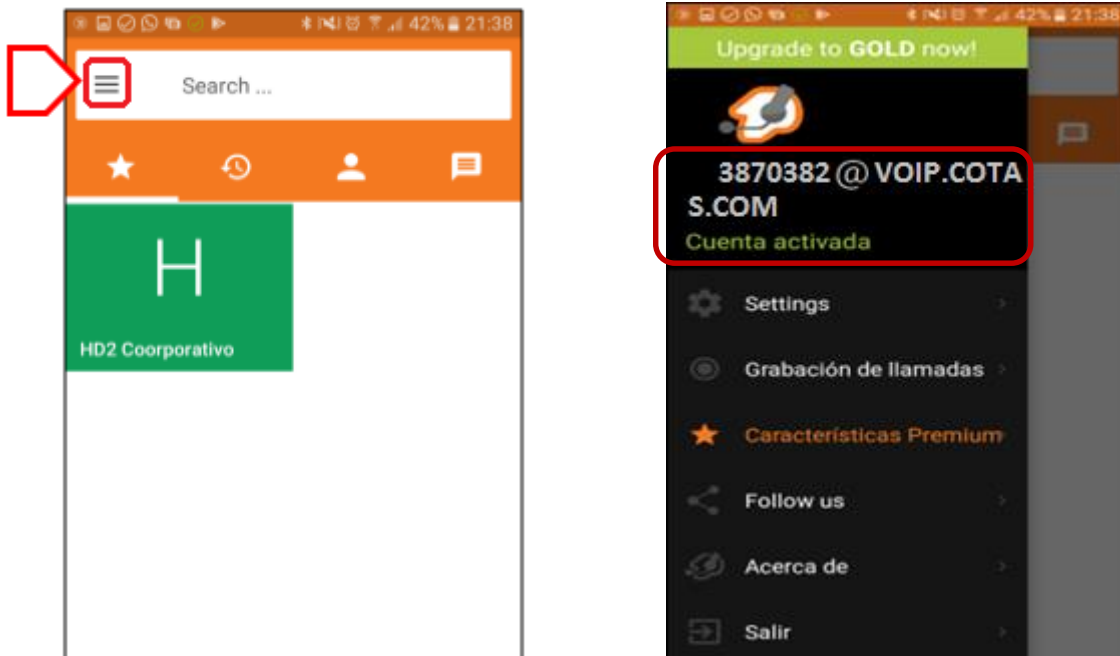 42% 21:38
Search ...
H
HD2 Coorporativo
42% 21:38
Upgrade to GOLD now!
3870382 @ VOIP.COTA
S.COM
Cuenta activada
Settings
Grabación de llamadas
Características Premium
Follow us
Acerca de
Salir